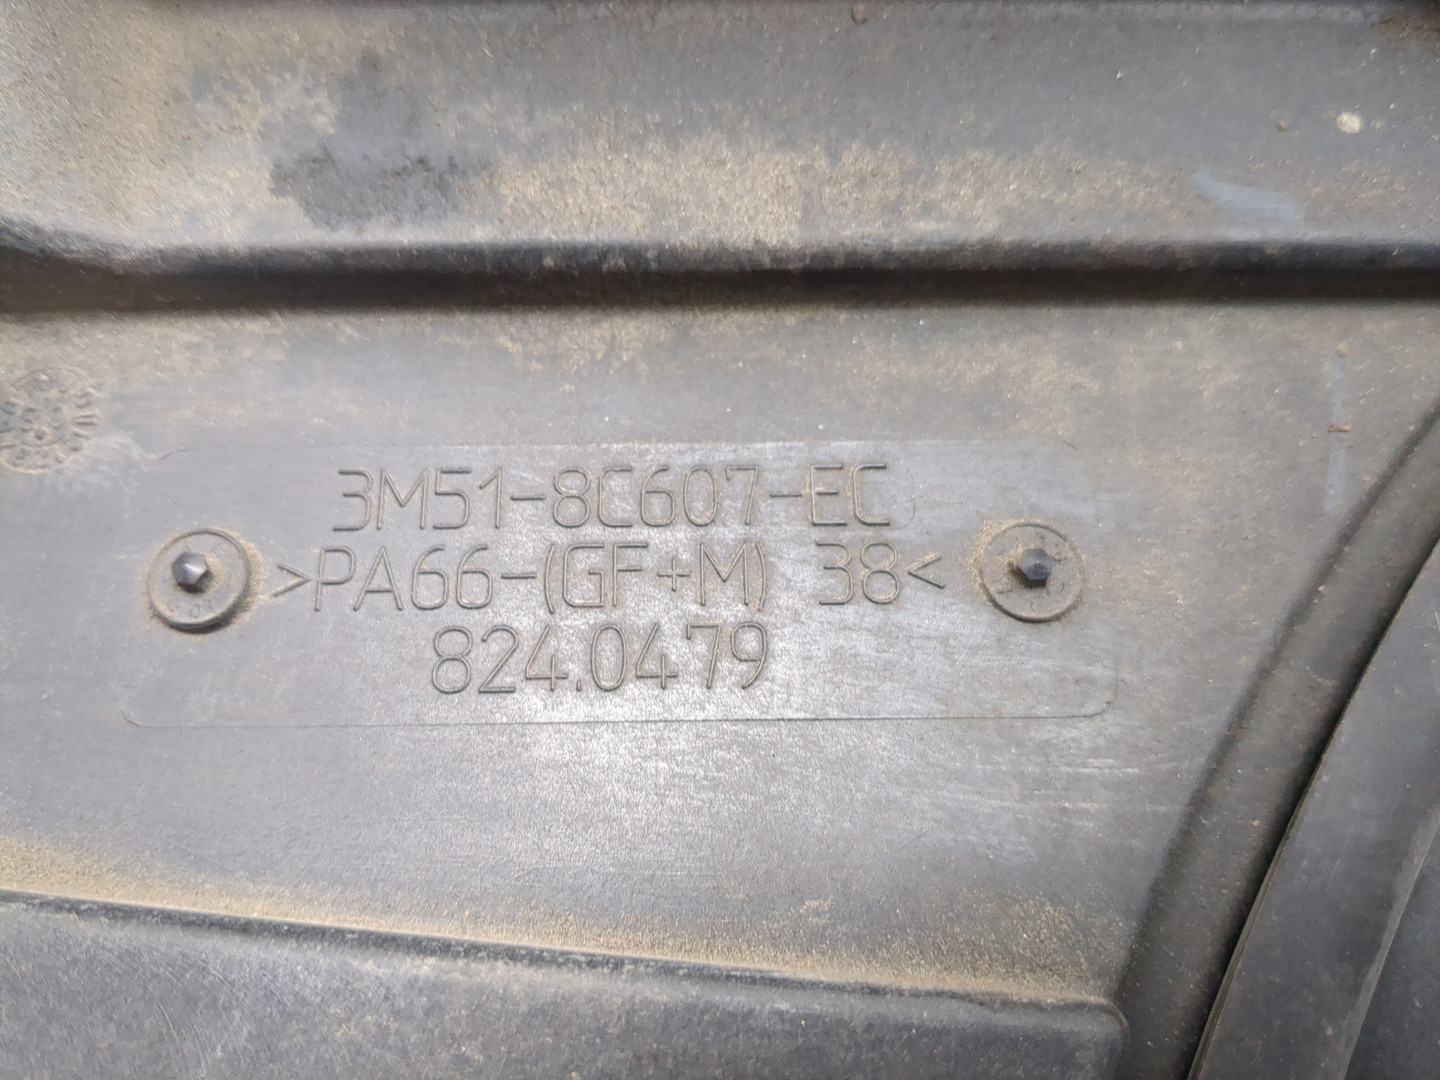 3M51-8C607-EC
>PA66-(GF+M) 38<
824.0479